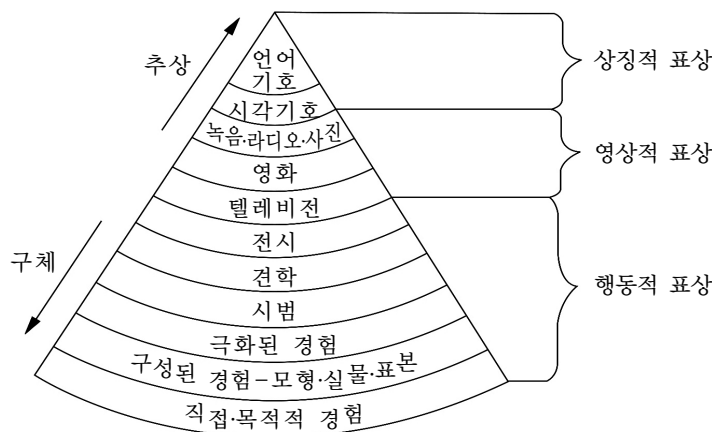 추상
구체
언어
기호
시각기호
녹음·라디오·사진
영화
텔레비전
전시
견학
시범
극화된 경험
구성된 경험-모형·실물·표본
직접·목적적 경험
상징적 표상
영상적 표상
행동적 표상